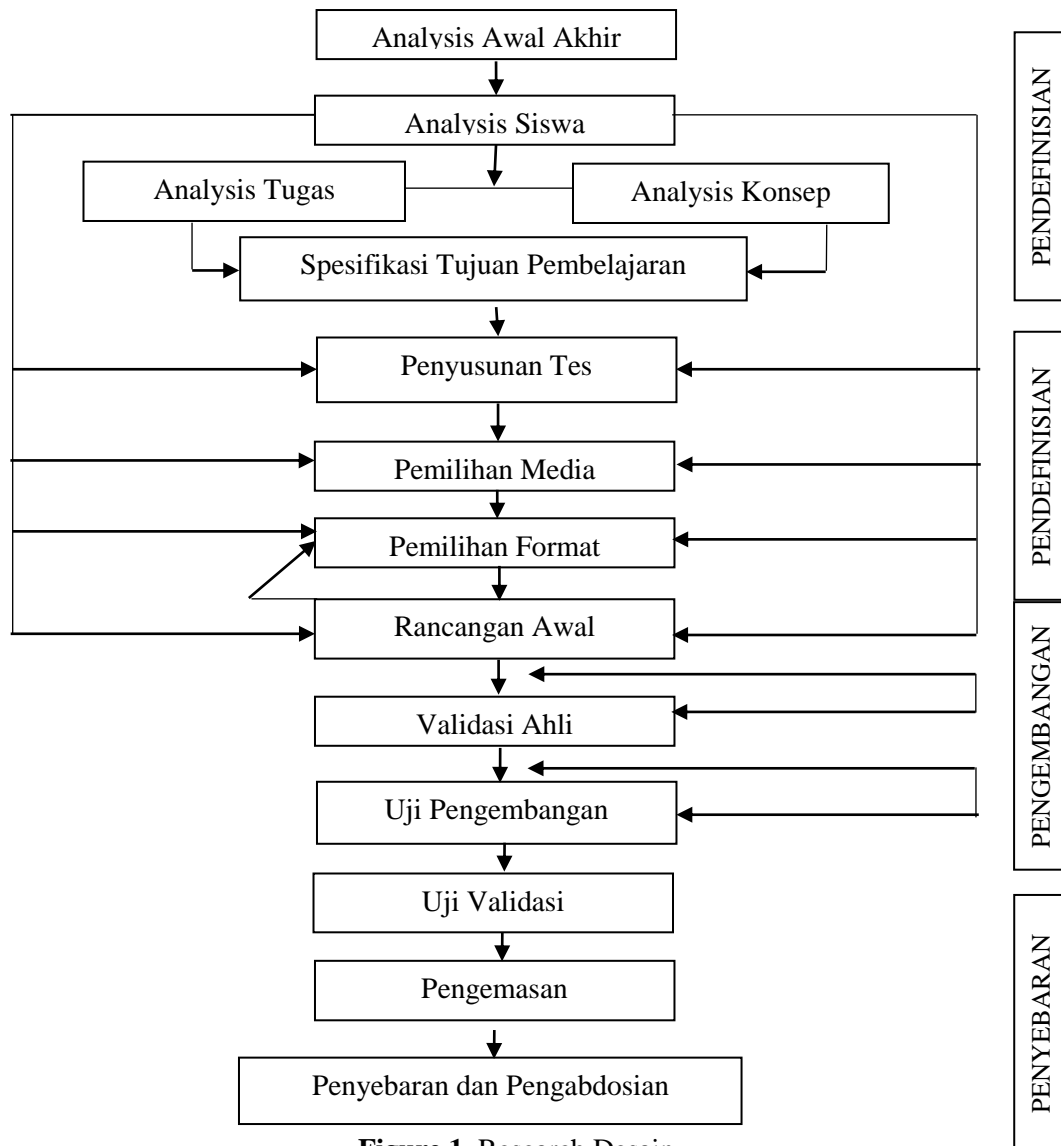 Analysis Awal Akhir
Analysis Siswa
Analysis Tugas
Analysis Konsep
Spesifikasi Tujuan Pembelajaran
Penyusunan Tes
Pemilihan Media
Pemilihan Format
Rancangan Awal
Validasi Ahli
Uji Pengembangan
Uji Validasi
Pengemasan
Penyebaran dan Pengabdosian
PENDEFINISIAN
PENDEFINISIAN
PENGEMBANGAN
PENYEBARAN
Figure 1. Research Desain